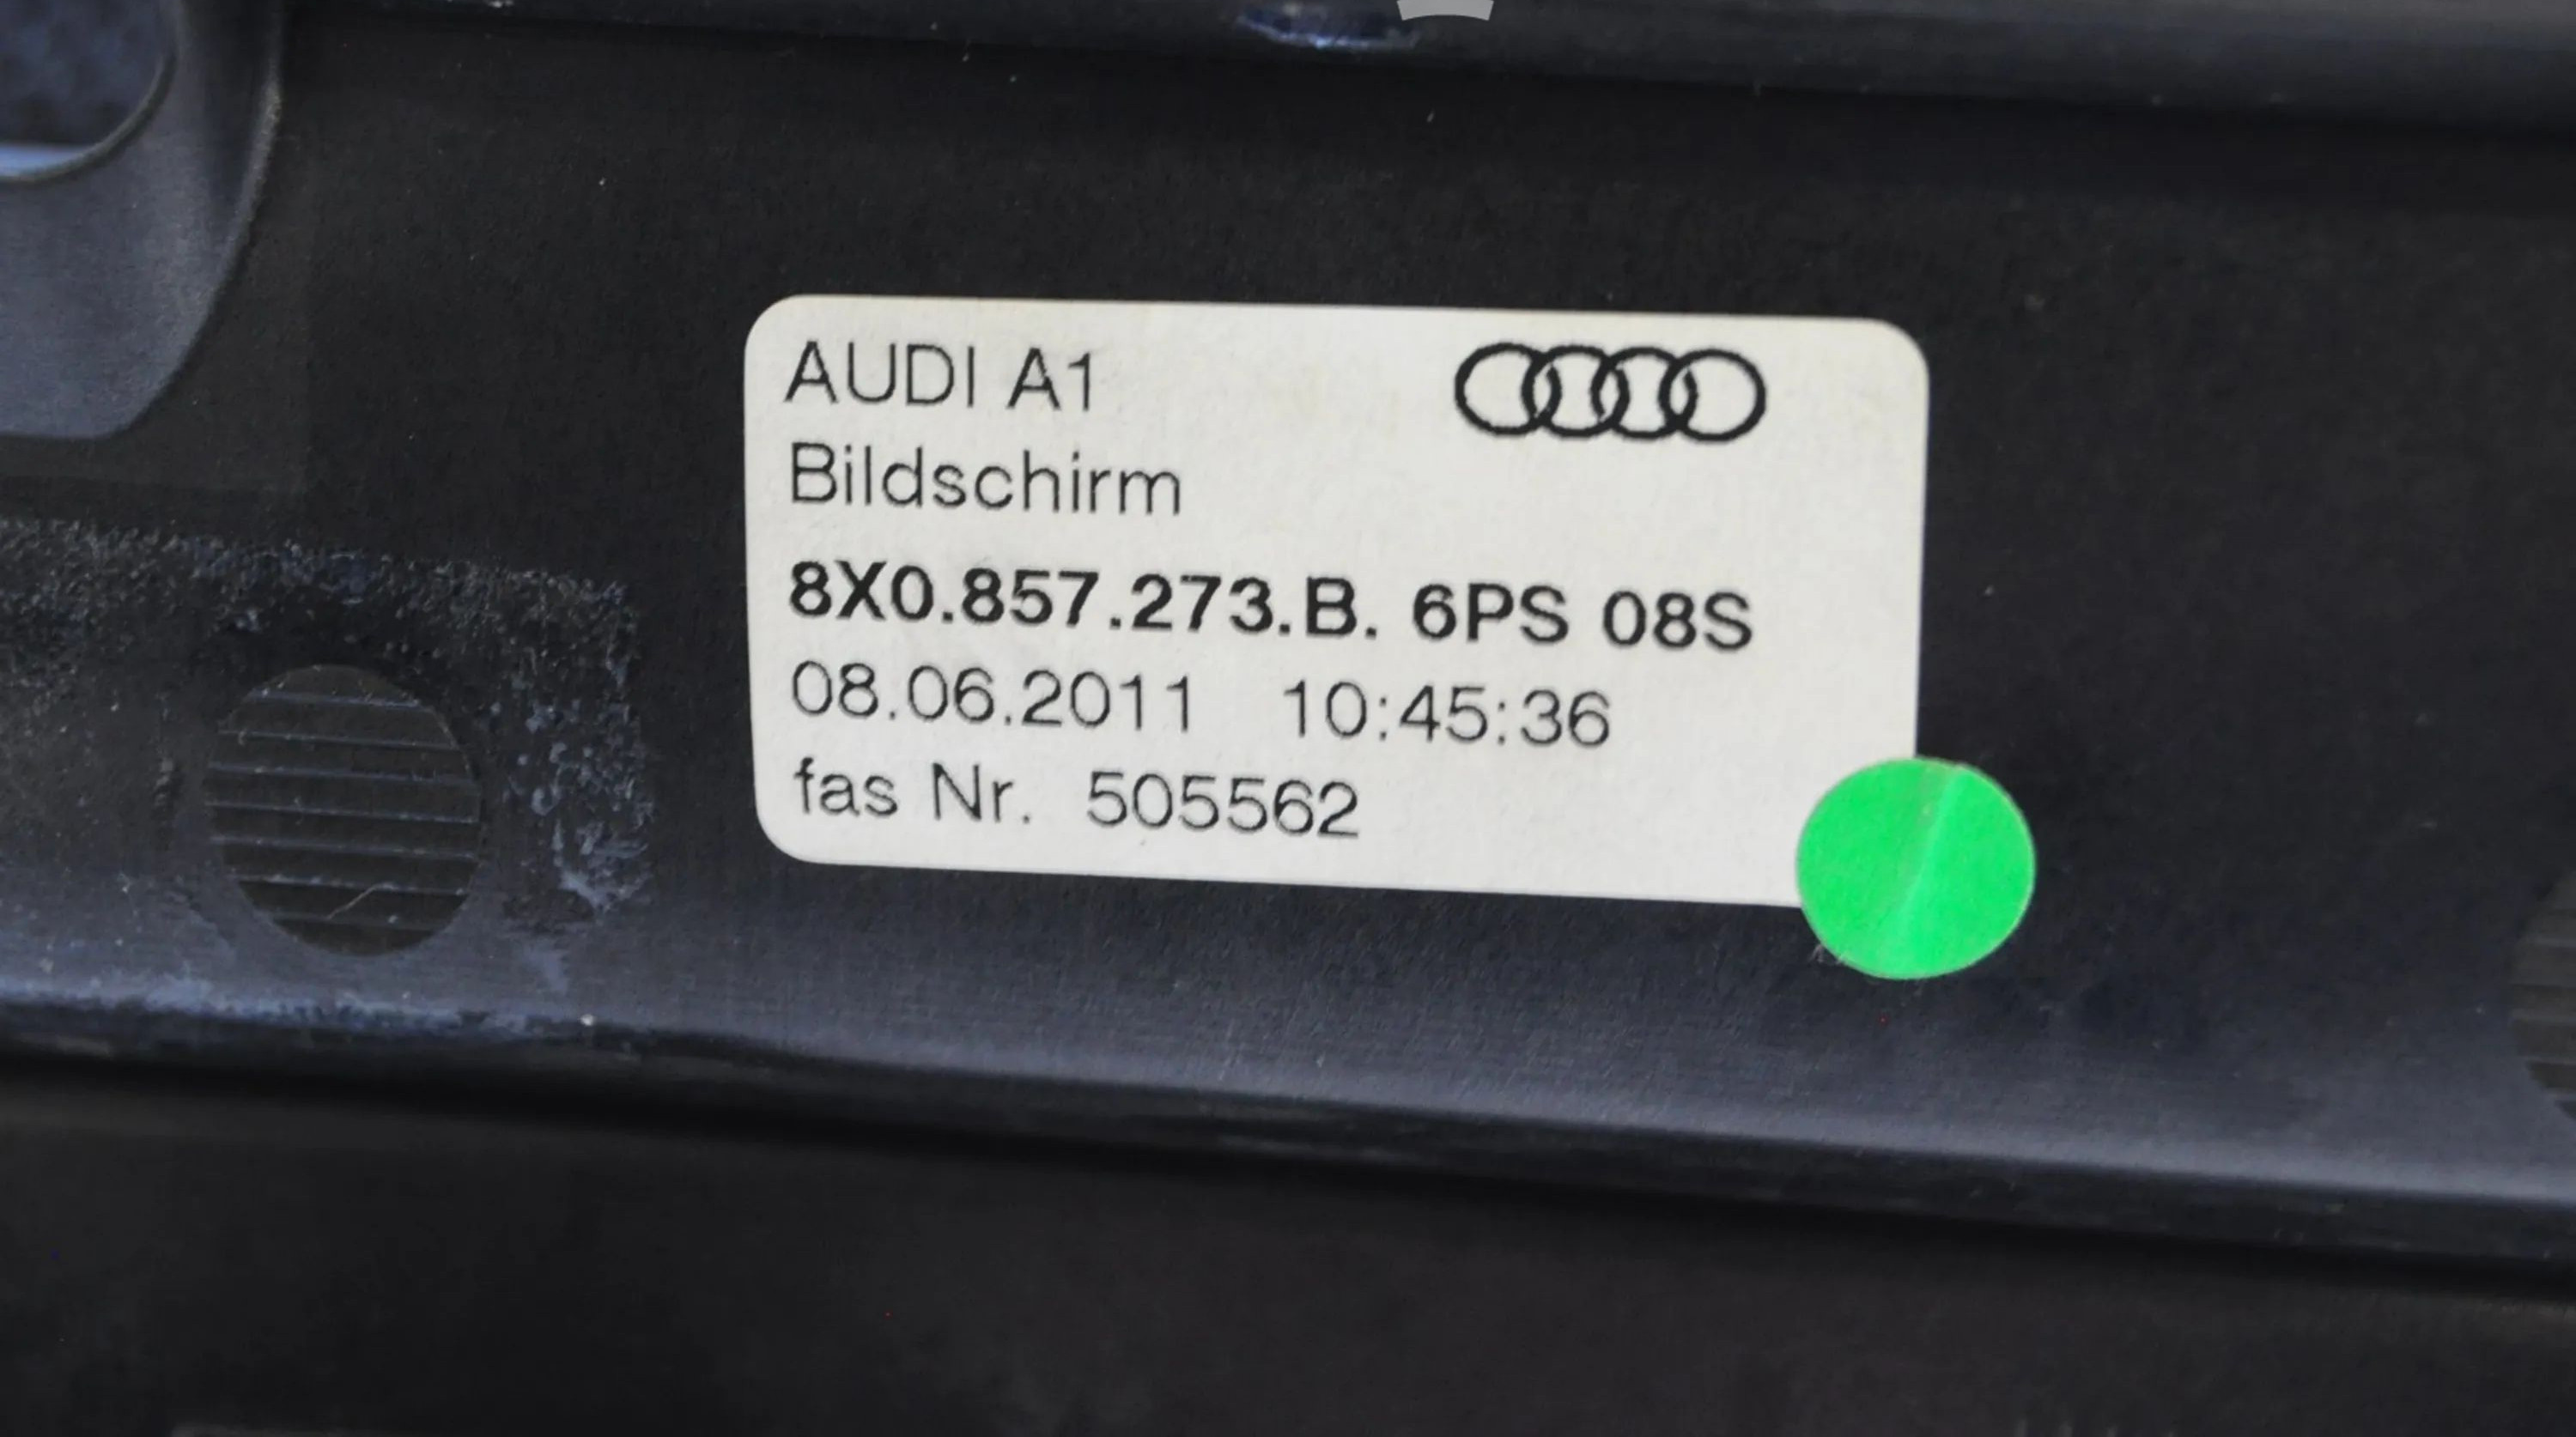 AUDI A1
Bildschirm
8X0.857.273.B. 6PS 08S
08.06.2011 10:45:36
fas Nr. 505562